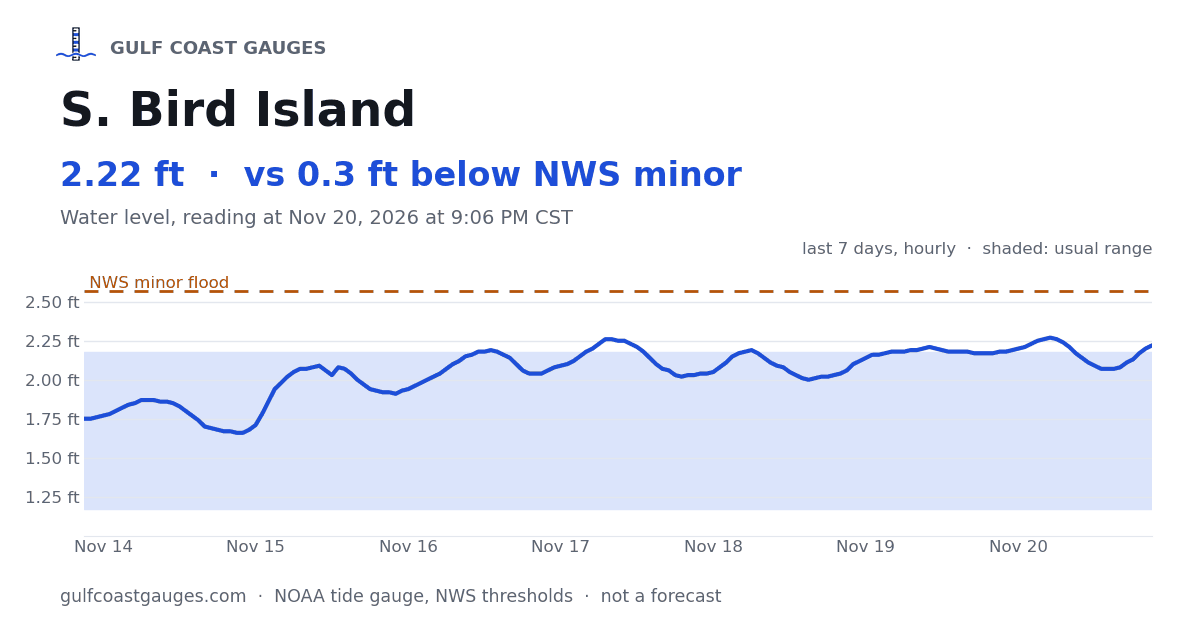 GULF COAST GAUGES
S. Bird Island
2.22 ft · vs 0.3 ft below NWS minor
Water level, reading at Nov 20, 2026 at 9:06 PM CST
last 7 days, hourly · shaded: usual range
NWS minor flood
2.50 ft
2.25 ft
2.00 ft
1.75 ft
1.50 ft
1.25 ft
Nov 14 Nov 15 Nov 16 Nov 17 Nov 18 Nov 19 Nov 20
gulfcoastgauges.com · NOAA tide gauge, NWS thresholds · not a forecast